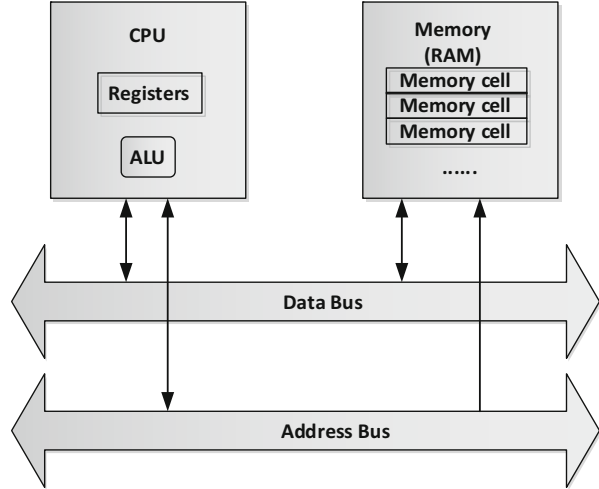 CPU
Registers
ALU
Memory
(RAM)
Memory cell
Memory cell
Memory cell
......
Data Bus
Address Bus